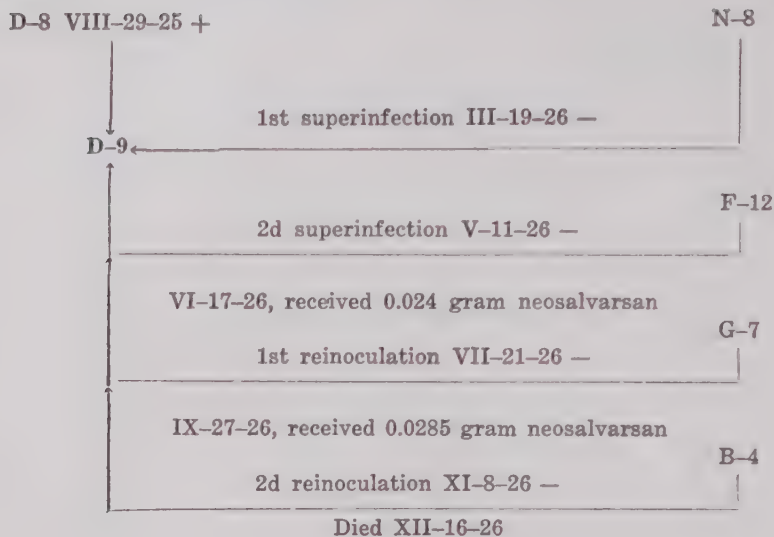 D–8 VIII–29–25 + N–8
1st superinfection III–19–26 —
D–9
F–12
2d superinfection V–11–26 —
VI–17–26, received 0.024 gram neosalvarsan
G–7
1st reinoculation VII–21–26 —
IX–27–26, received 0.0285 gram neosalvarsan
B–4
2d reinoculation XI–8–26 —
Died XII–16–26